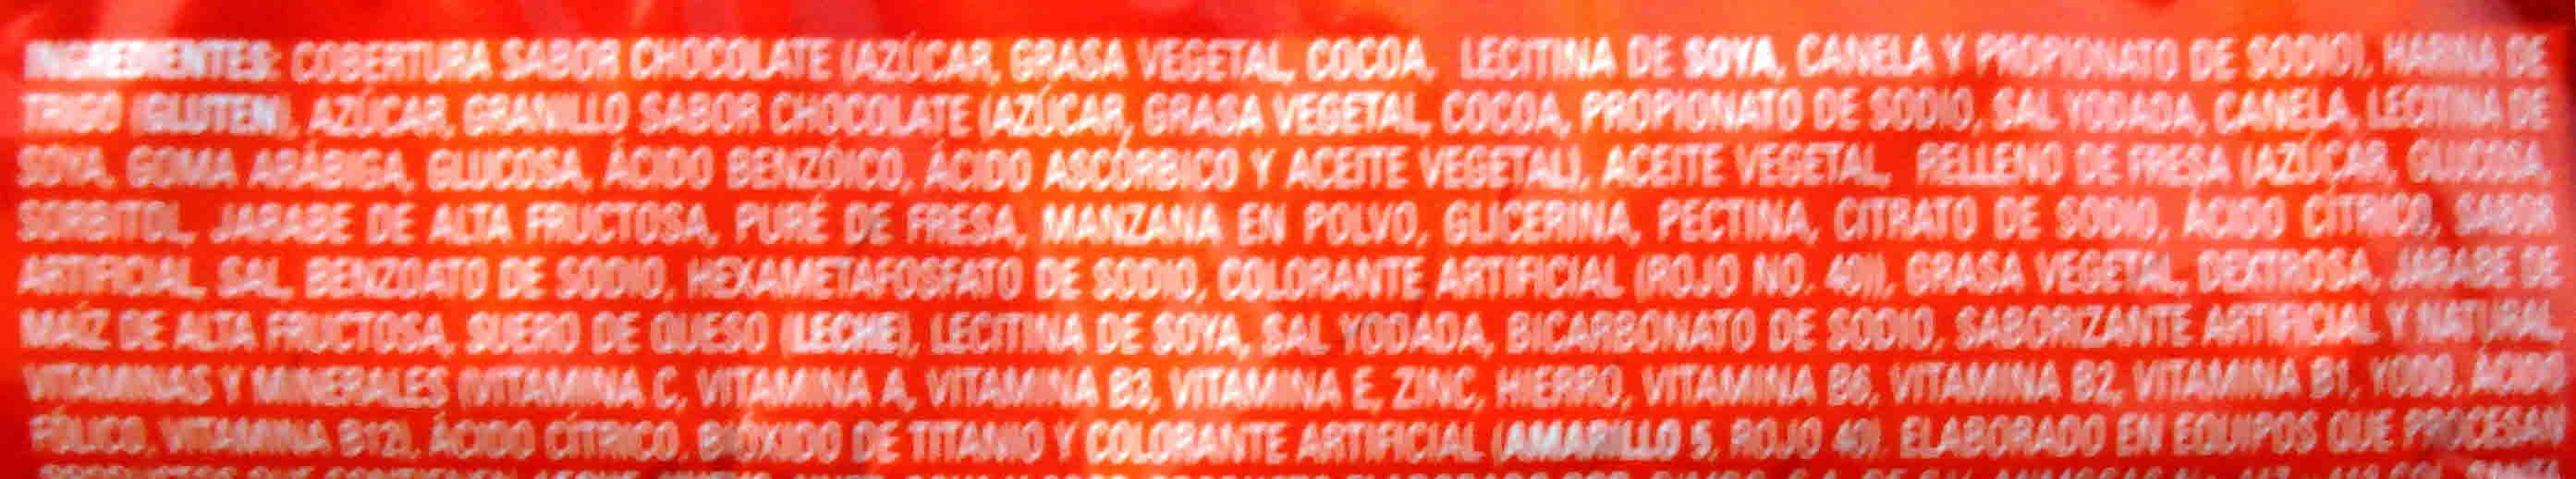 INGREDIENTES: COBERTURA SABOR CHOCOLATE (AZÚCAR, GRASA VEGETAL, COCOA, LECITINA DE SOYA, CANELA Y PROPIONATO DE SODIO), HARINA DE
TRIGO (GLUTEN), AZÚCAR, GRANILLO SABOR CHOCOLATE (AZÚCAR, GRASA VEGETAL, COCOA, PROPIONATO DE SODIO, SAL YODADA, CANELA, LECITINA DE
SOYA, GOMA ARÁBIGA, GLUCOSA, ÁCIDO BENZÓICO, ÁCIDO ASCÓRBICO Y ACEITE VEGETAL), ACEITE VEGETAL, RELLENO DE FRESA (AZÚCAR, GLUCOSA,
SORBITOL, JARABE DE ALTA FRUCTOSA, PURÉ DE FRESA, MANZANA EN POLVO, GLICERINA, PECTINA, CITRATO DE SODIO, ÁCIDO CÍTRICO, SABOR
ARTIFICIAL, SAL, BENZOATO DE SODIO, HEXAMETAFOSFATO DE SODIO, COLORANTE ARTIFICIAL (ROJO NO. 40)), GRASA VEGETAL, DEXTROSA, JARABE DE
MAÍZ DE ALTA FRUCTOSA, SUERO DE QUESO (LECHE), LECITINA DE SOYA, SAL YODADA, BICARBONATO DE SODIO, SABORIZANTE ARTIFICIAL Y NATURAL,
VITAMINAS Y MINERALES (VITAMINA C, VITAMINA A, VITAMINA B3, VITAMINA E, ZINC, HIERRO, VITAMINA B6, VITAMINA B2, VITAMINA B1, YODO, ÁCIDO
FÓLICO, VITAMINA B12), ÁCIDO CÍTRICO, BIÓXIDO DE TITANIO Y COLORANTE ARTIFICIAL (AMARILLO 5, ROJO 40). ELABORADO EN EQUIPOS QUE PROCESAN